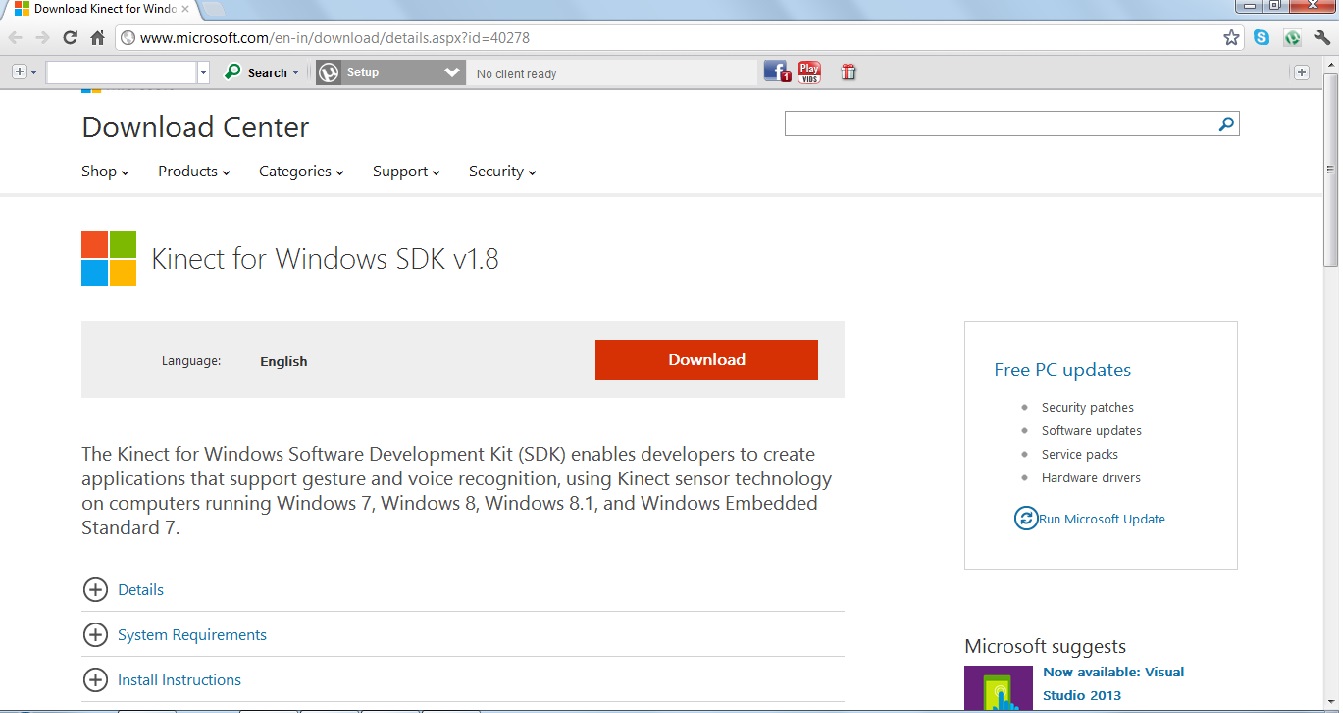 Download Kinect for Windo
www.microsoft.com/en-in/download/details.aspx?id=40278
Search
Setup
No client ready
1
Play
VIDS
Download Center
Shop
Products
Categories
Support
Security
Kinect for Windows SDK v1.8
Language:
English
Download
The Kinect for Windows Software Development Kit (SDK) enables developers to create
applications that support gesture and voice recognition, using Kinect sensor technology
on computers running Windows 7, Windows 8, Windows 8.1, and Windows Embedded
Standard 7.
Details
System Requirements
Install Instructions
Free PC updates
Security patches
Software updates
Service packs
Hardware drivers
Run Microsoft Update
Microsoft suggests
Now available: Visual
Studio 2013